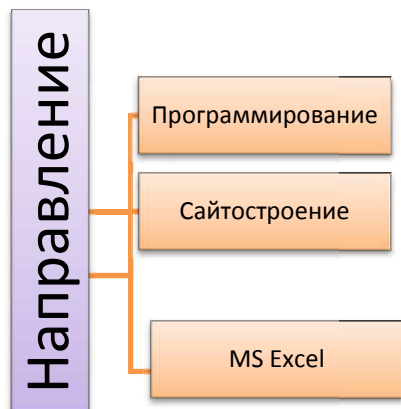 Направление
Программирование
Сайтостроение
MS Excel